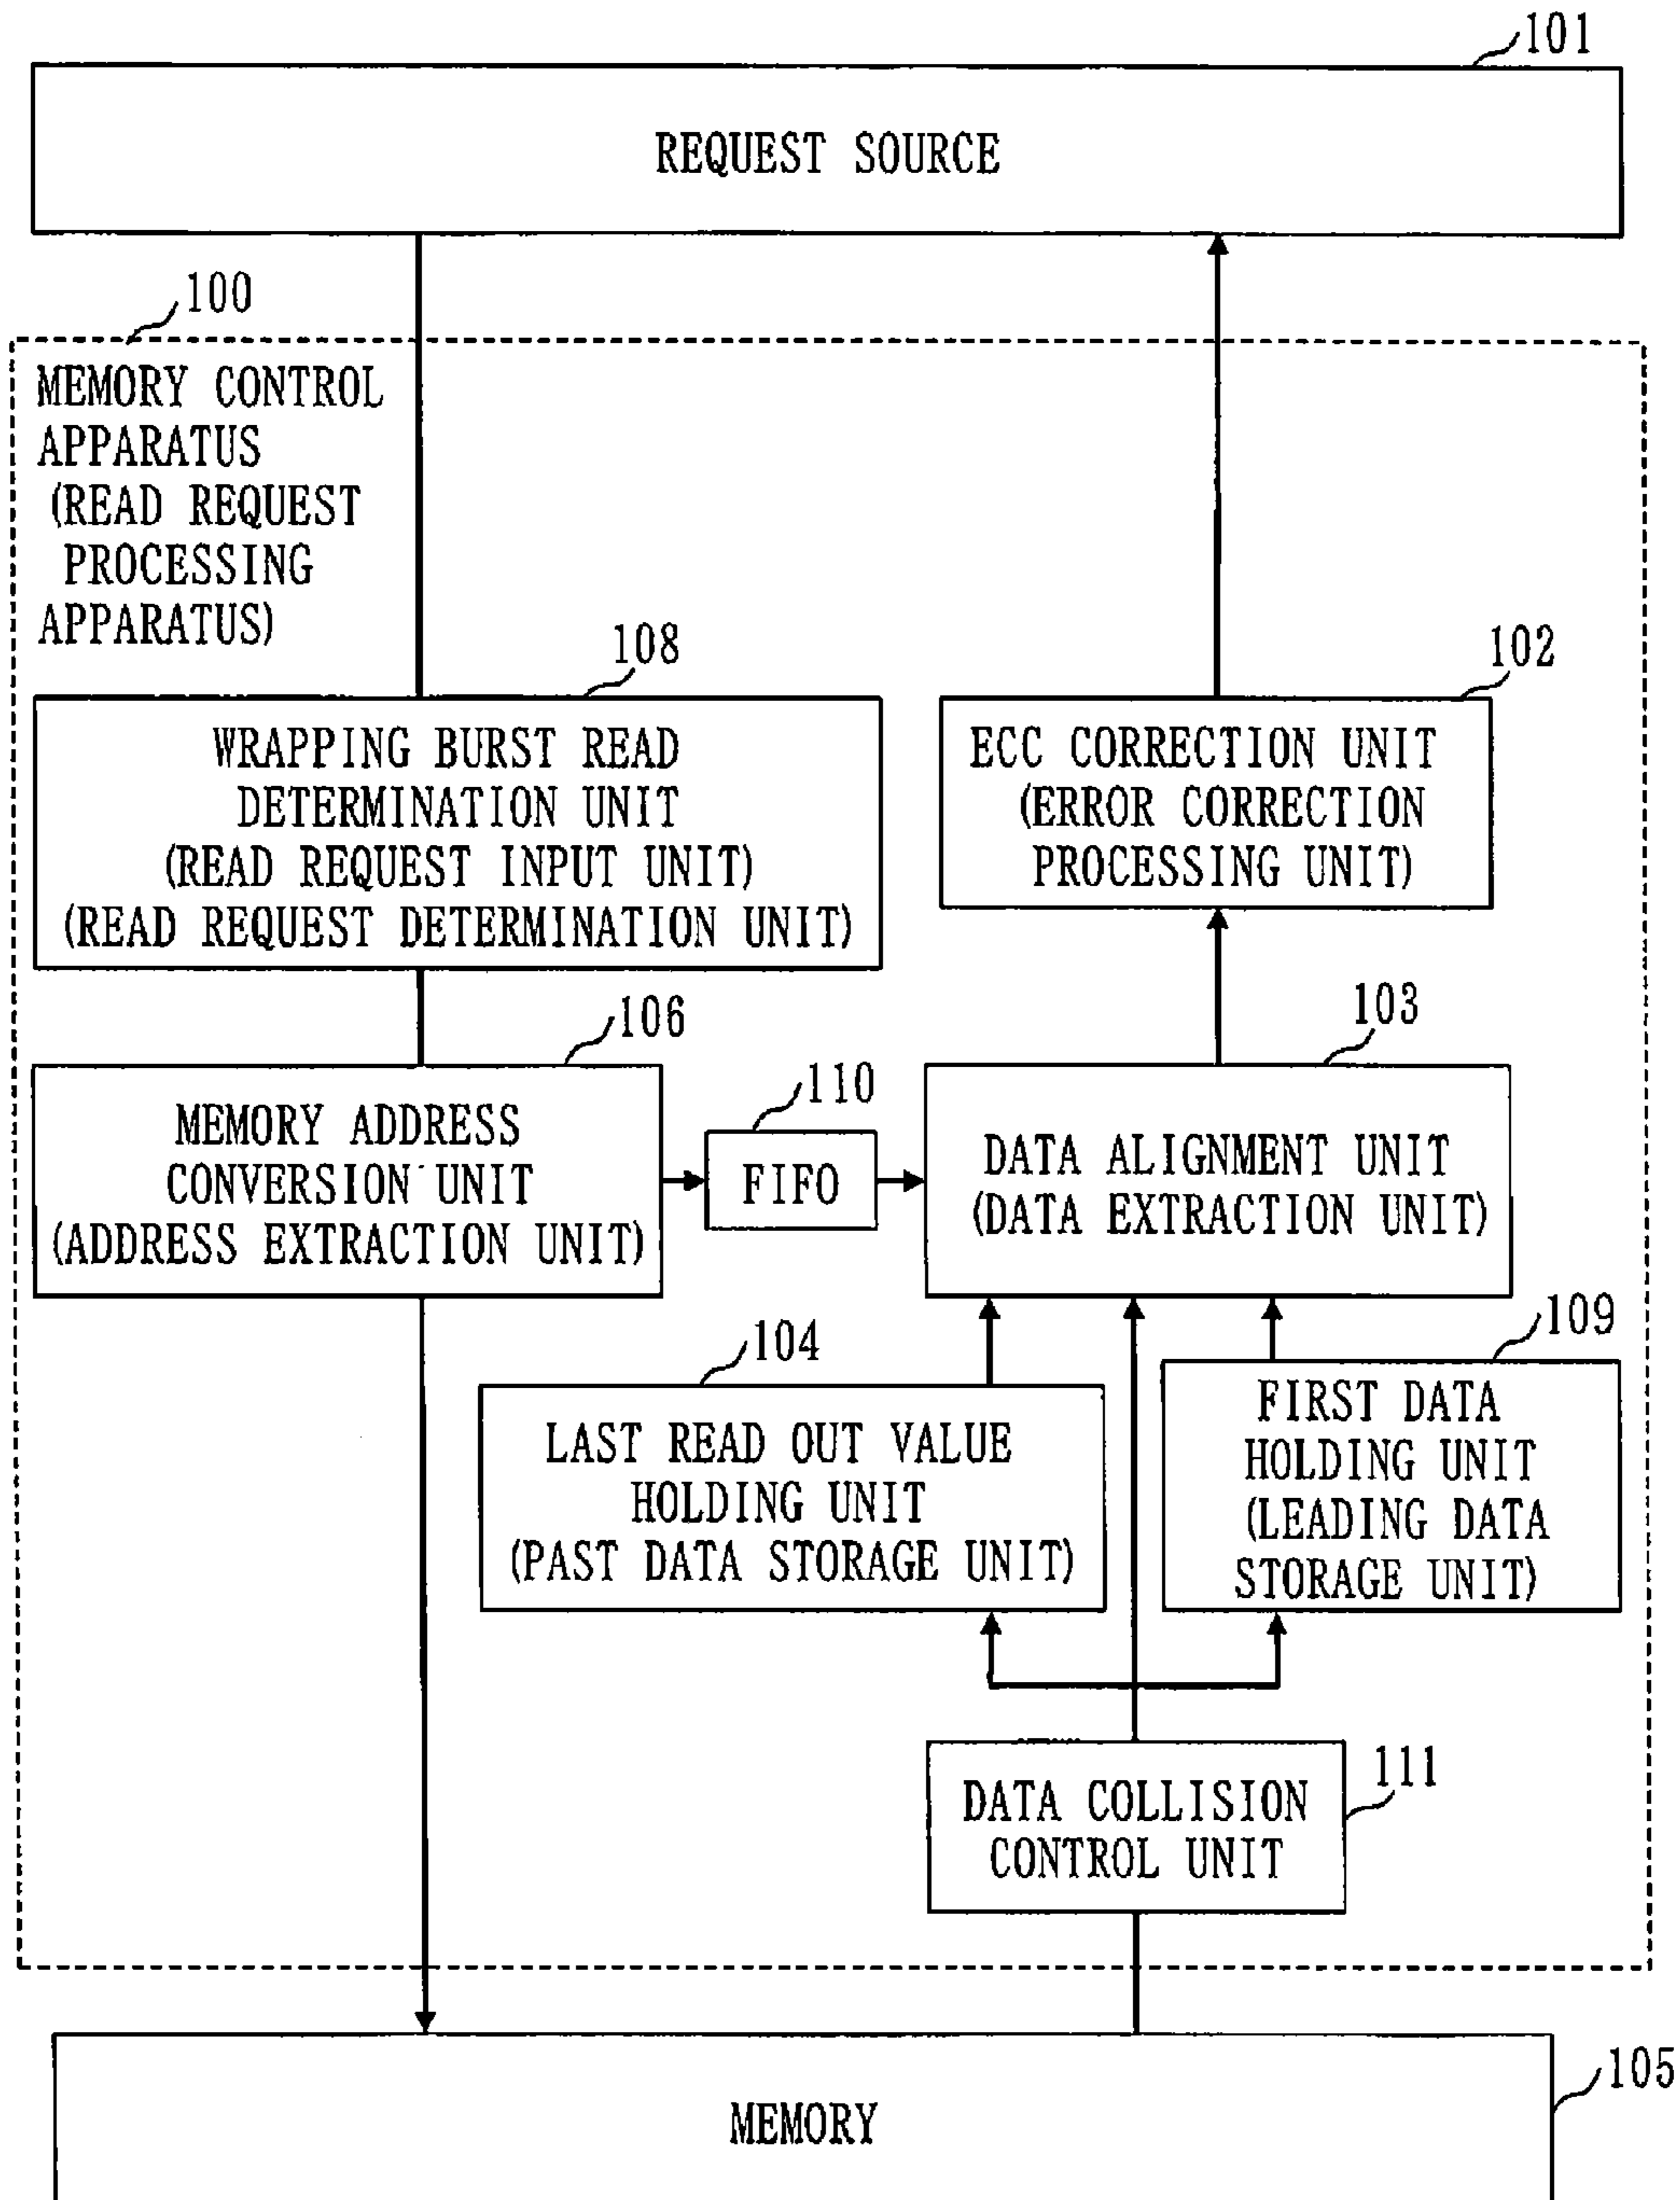 101
REQUEST SOURCE
100
MEMORY CONTROL
APPARATUS
(READ REQUEST
PROCESSING
APPARATUS)
108
WRAPPING BURST READ
DETERMINATION UNIT
(READ REQUEST INPUT UNIT)
(READ REQUEST DETERMINATION UNIT)
102
ECC CORRECTION UNIT
(ERROR CORRECTION
PROCESSING UNIT)
106
MEMORY ADDRESS
CONVERSION UNIT
(ADDRESS EXTRACTION UNIT)
110
FIFO
103
DATA ALIGNMENT UNIT
(DATA EXTRACTION UNIT)
104
LAST READ OUT VALUE
HOLDING UNIT
(PAST DATA STORAGE UNIT)
109
FIRST DATA
HOLDING UNIT
(LEADING DATA
STORAGE UNIT)
111
DATA COLLISION
CONTROL UNIT
105
MEMORY